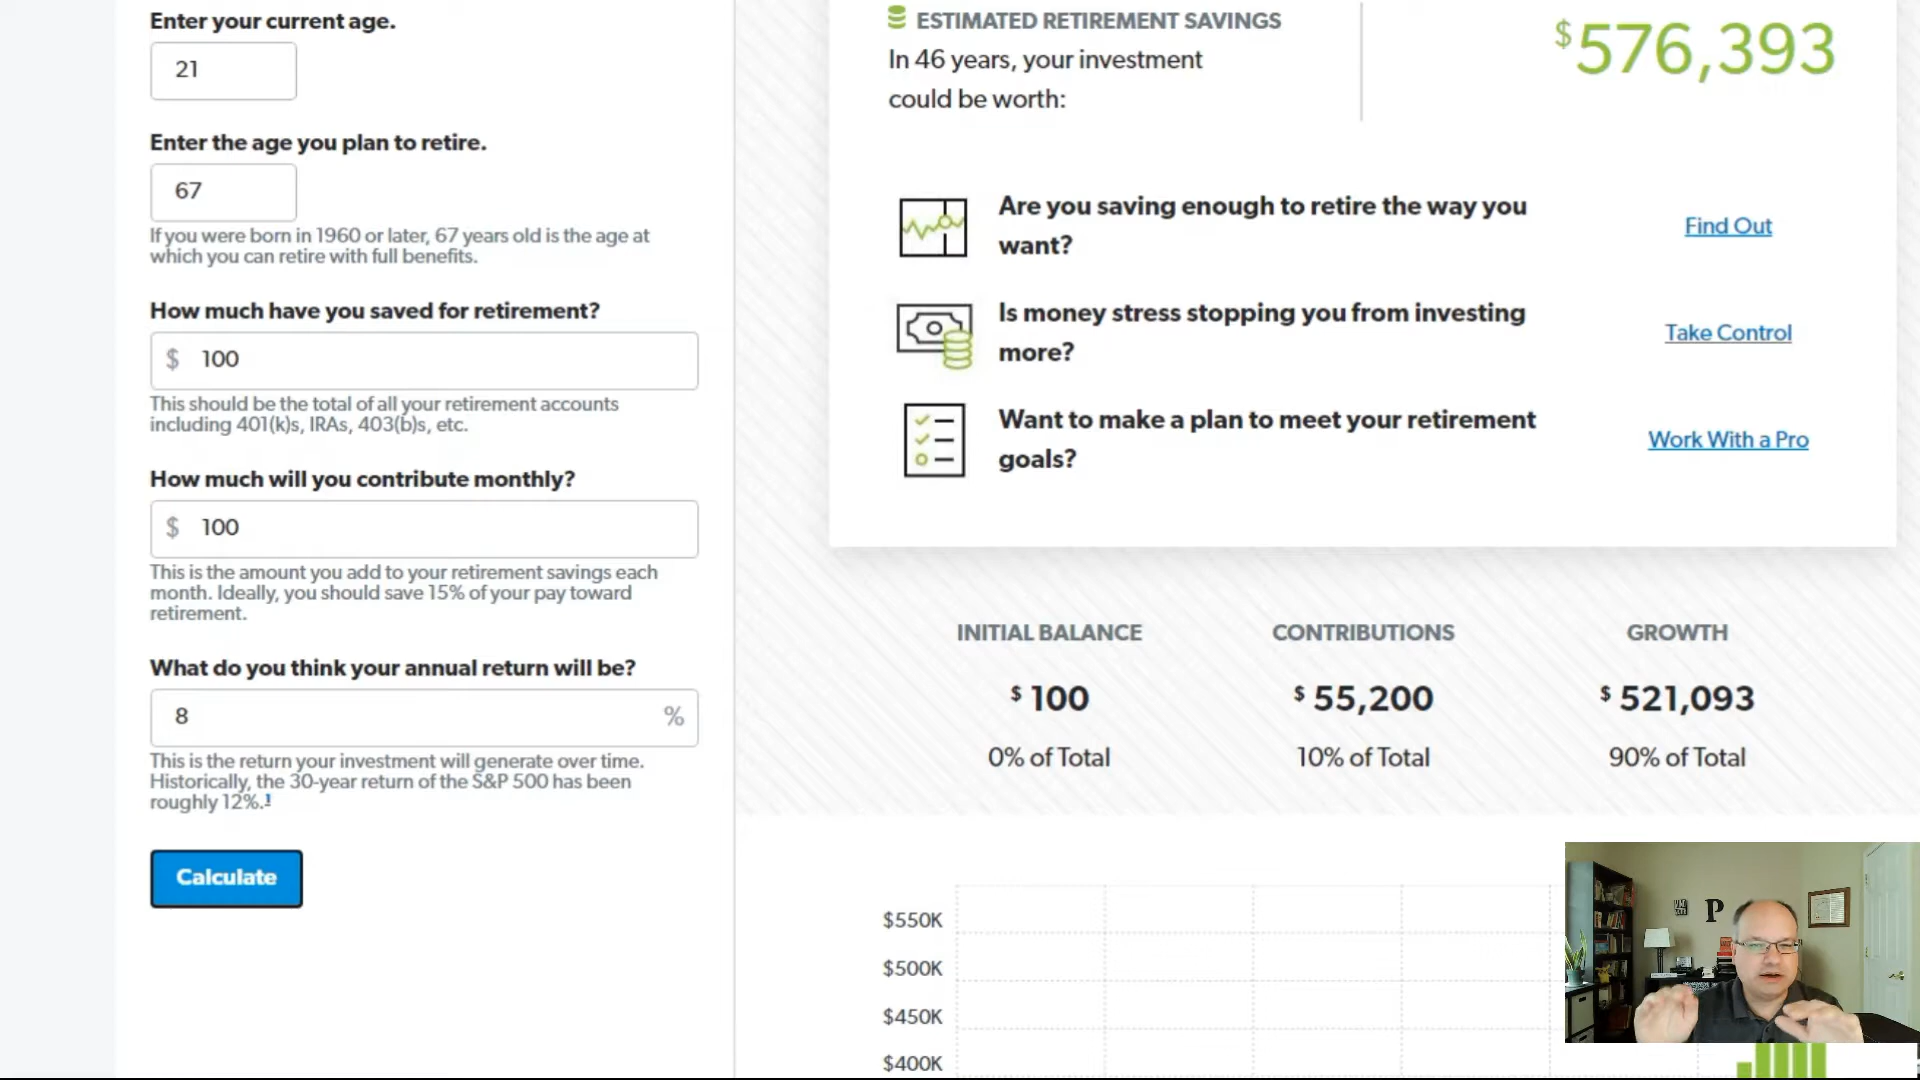 Enter your current age.
21
Enter the age you plan to retire.
67
If you were born in 1960 or later, 67 years old is the age at
which you can retire with full benefits.
How much have you saved for retirement?
$ 100
This should be the total of all your retirement accounts
including 401(k)s, IRAs, 403(b)s, etc.
How much will you contribute monthly?
$ 100
This is the amount you add to your retirement savings each
month. Ideally, you should save 15% of your pay toward
retirement.
What do you think your annual return will be?
8 %
This is the return your investment will generate over time.
Historically, the 30-year return of the S&P 500 has been
roughly 12%.1
Calculate
ESTIMATED RETIREMENT SAVINGS
In 46 years, your investment
could be worth:
$576,393
Are you saving enough to retire the way you
want?
Find Out
Is money stress stopping you from investing
more?
Take Control
Want to make a plan to meet your retirement
goals?
Work With a Pro
INITIAL BALANCE
$ 100
0% of Total
CONTRIBUTIONS
$ 55,200
10% of Total
GROWTH
$ 521,093
90% of Total
$550K
$500K
$450K
$400K
P